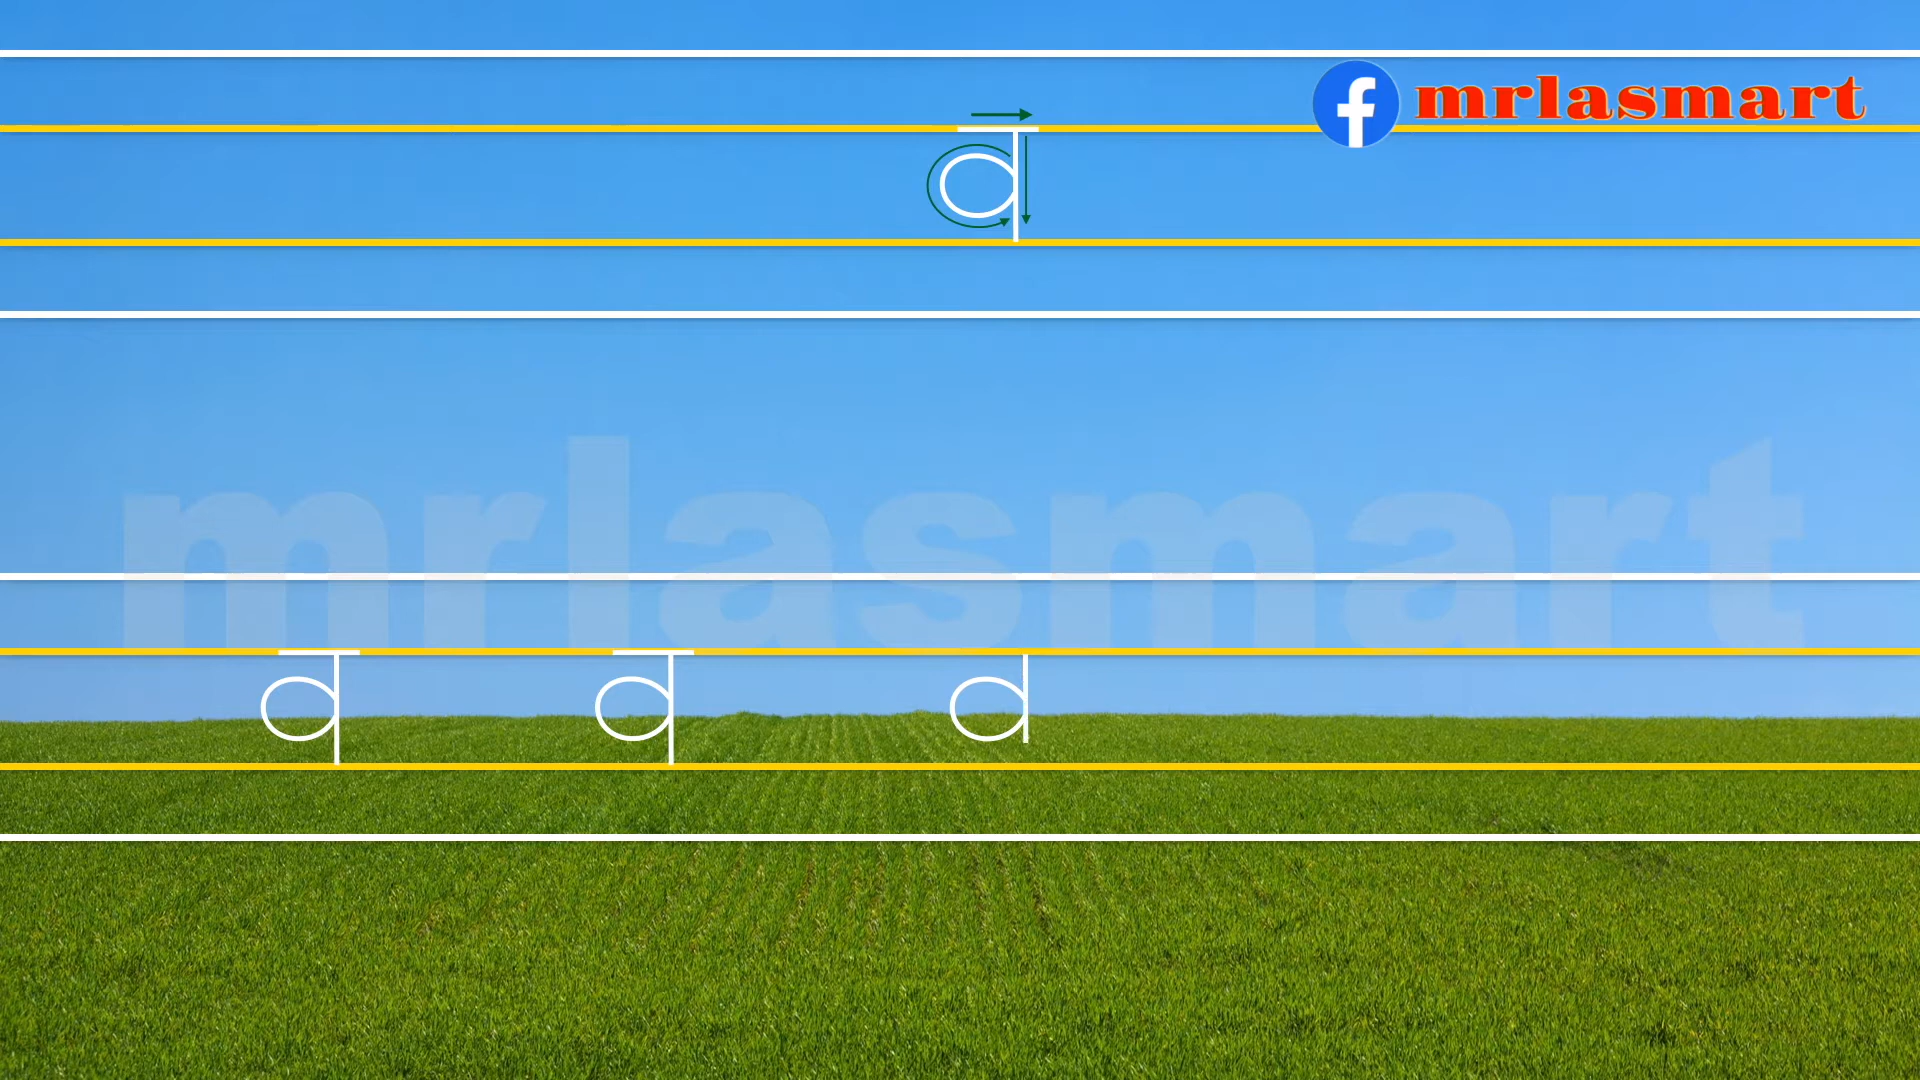 mrlasmart
व
mrlasmart
व व व